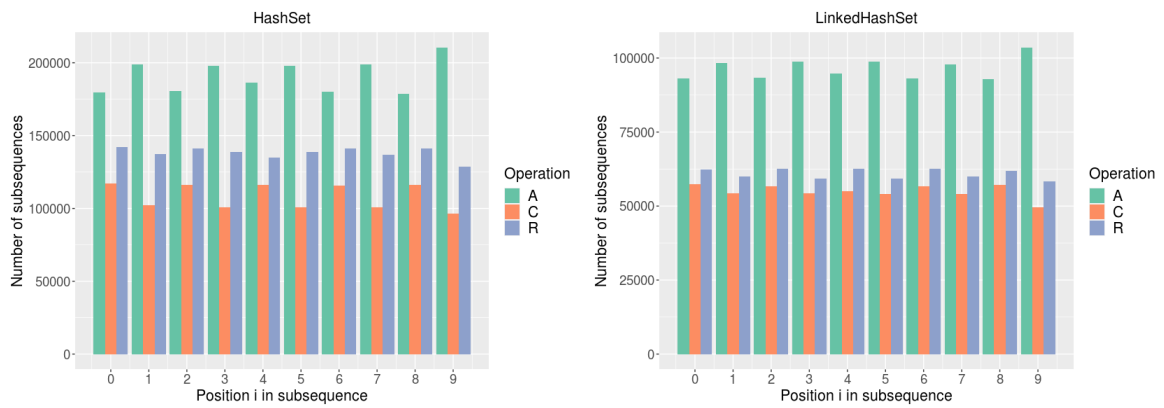 HashSet
Number of subsequences
200000
150000
100000
50000
0
0 1 2 3 4 5 6 7 8 9
Position i in subsequence
Operation
A
C
R
LinkedHashSet
Number of subsequences
100000
75000
50000
25000
0
0 1 2 3 4 5 6 7 8 9
Position i in subsequence
Operation
A
C
R